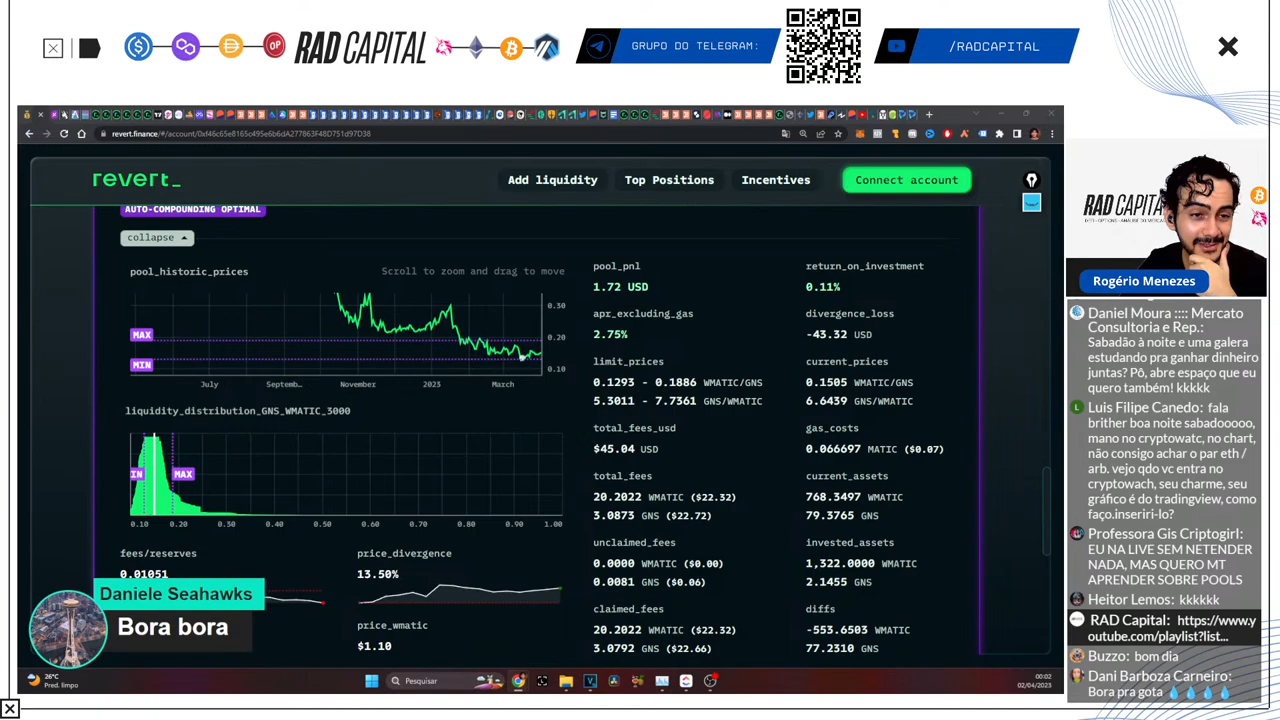 RAD CAPITAL
GRUPO DO TELEGRAM:
/RADCAPITAL
revert.finance/#/account/0xf46c65e8165c495e6b6dA277863F48D751d97D38
revert_
Add liquidity
Top Positions
Incentives
Connect account
AUTO-COMPOUNDING OPTIMAL
collapse
pool_historic_prices
Scroll to zoom and drag to move
MAX
MIN
0.30
0.20
0.10
July
Septemb…
November
2023
March
liquidity_distribution_GNS_WMATIC_3000
IN
MAX
0.10 0.20 0.30 0.40 0.50 0.60 0.70 0.80 0.90 1.00
fees/reserves
0.01051
price_divergence
13.50%
price_wmatic
$1.10
pool_pnl
1.72 USD
return_on_investment
0.11%
apr_excluding_gas
2.75%
divergence_loss
-43.32 USD
limit_prices
0.1293 - 0.1886 WMATIC/GNS
5.3011 - 7.7361 GNS/WMATIC
current_prices
0.1505 WMATIC/GNS
6.6439 GNS/WMATIC
total_fees_usd
$45.04 USD
gas_costs
0.066697 MATIC ($0.07)
total_fees
20.2022 WMATIC ($22.32)
3.0873 GNS ($22.72)
current_assets
768.3497 WMATIC
79.3765 GNS
unclaimed_fees
0.0000 WMATIC ($0.00)
0.0081 GNS ($0.06)
invested_assets
1,322.0000 WMATIC
2.1455 GNS
claimed_fees
20.2022 WMATIC ($22.32)
3.0792 GNS ($22.66)
diffs
-553.6503 WMATIC
77.2310 GNS
Daniele Seahawks
Bora bora
26°C
Pred. limpo
Pesquisar
00:02
02/04/2023
RAD CAPITAL
Rogério Menezes
Daniel Moura :::: Mercato
Consultoria e Rep.:
Sabadão à noite e uma galera
estudando pra ganhar dinheiro
juntas? Pô, abre espaço que eu
quero também! kkkkk
Luis Filipe Canedo: fala
brither boa noite sabadooooo,
mano no cryptowatc, no chart,
não consigo achar o par eth /
arb. vejo qdo vc entra no
cryptowach, seu charme, seu
gráfico é do tradingview, como
faço.inseriri-lo?
Professora Gis Criptogirl:
EU NA LIVE SEM NETENDER
NADA, MAS QUERO MT
APRENDER SOBRE POOLS
Heitor Lemos: kkkkkk
RAD Capital: https://www.y
outube.com/playlist?list...
Buzzo: bom dia
Dani Barboza Carneiro:
Bora pra gota 💧💧💧💧